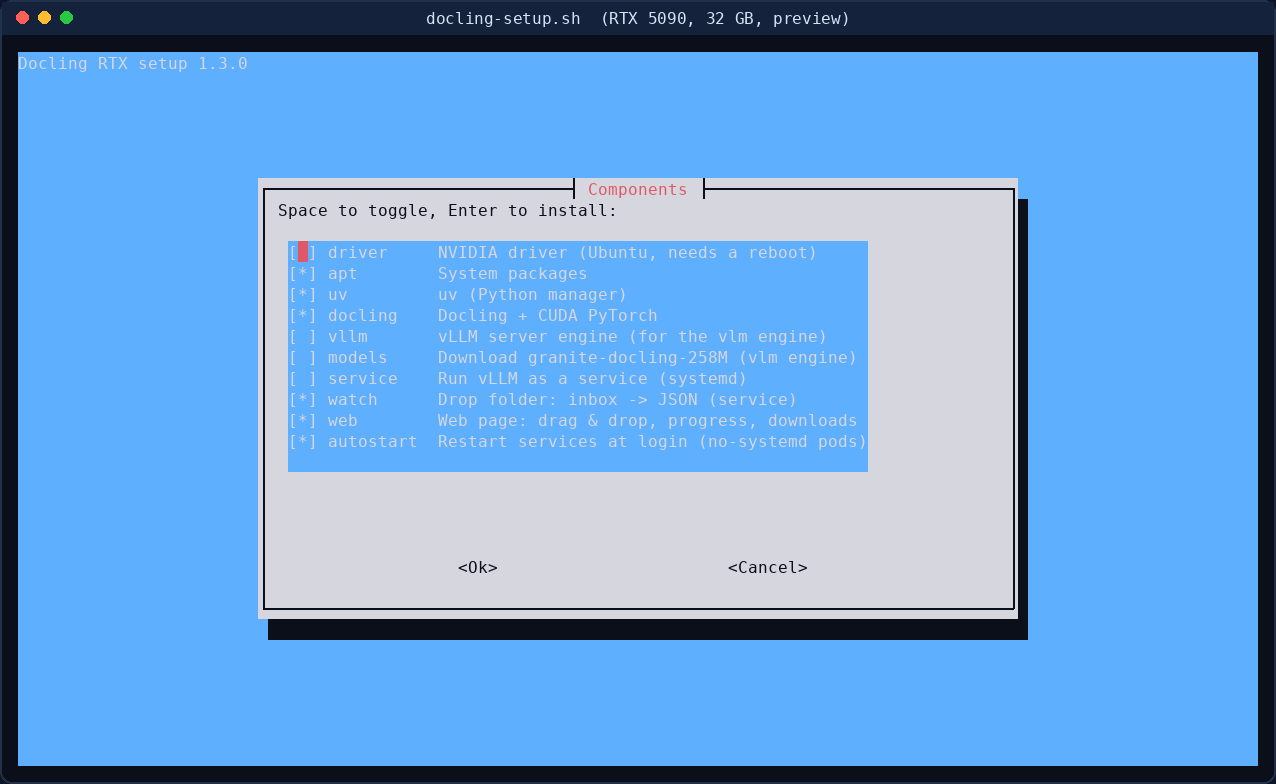 docling-setup.sh  (RTX 5090, 32 GB, preview)
Docling RTX setup 1.3.0
Components
Space to toggle, Enter to install:
[ ] driver     NVIDIA driver (Ubuntu, needs a reboot)
[*] apt        System packages
[*] uv         uv (Python manager)
[*] docling    Docling + CUDA PyTorch
[ ] vllm       vLLM server engine (for the vlm engine)
[ ] models     Download granite-docling-258M (vlm engine)
[ ] service    Run vLLM as a service (systemd)
[*] watch      Drop folder: inbox -> JSON (service)
[*] web        Web page: drag & drop, progress, downloads
[*] autostart  Restart services at login (no-systemd pods)
<Ok>                       <Cancel>